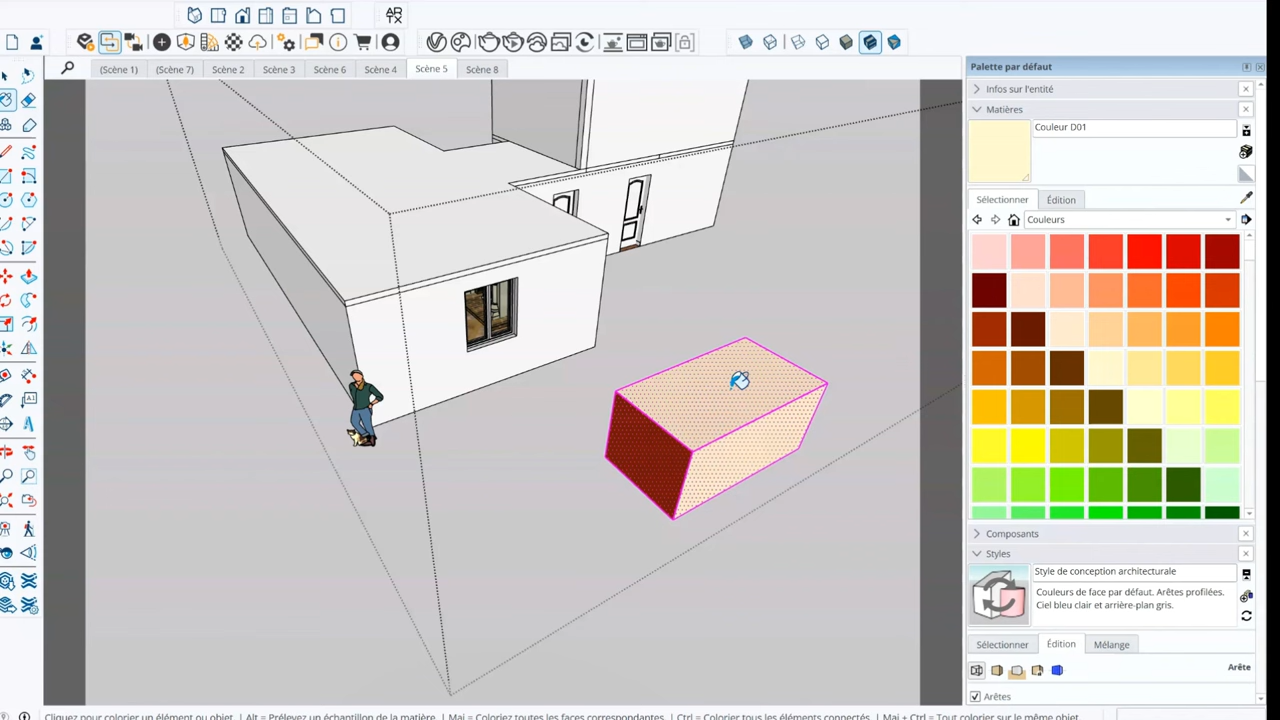 AR
TX
(Scène 1)
(Scène 7)
Scène 2
Scène 3
Scène 6
Scène 4
Scène 5
Scène 8
Palette par défaut
Infos sur l'entité
Matières
Couleur D01
Sélectionner
Édition
Couleurs
Composants
Styles
Style de conception architecturale
Couleurs de face par défaut. Arêtes profilées.
Ciel bleu clair et arrière-plan gris.
Sélectionner
Édition
Mélange
Arête
Arêtes
Cliquez pour colorier un élément ou objet. | Alt = Prélevez un échantillon de la matière. | Maj = Coloriez toutes les faces correspondantes. | Ctrl = Colorier tous les éléments connectés. | Maj + Ctrl = Tout colorier sur le même objet.